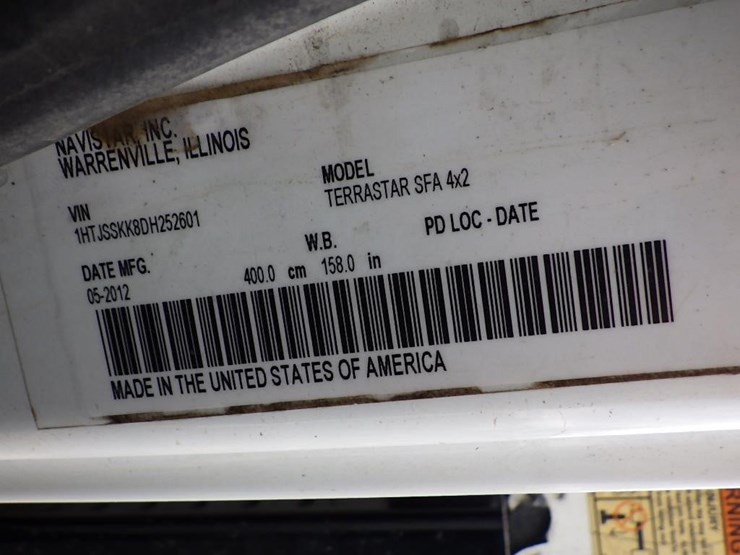 NAVISTAR, INC.
WARRENVILLE, ILLINOIS
VIN
1HTJSSKK8DH252601
MODEL
TERRASTAR SFA 4x2
DATE MFG.
05-2012
W.B.
400.0 cm 158.0 in
PD LOC - DATE
MADE IN THE UNITED STATES OF AMERICA